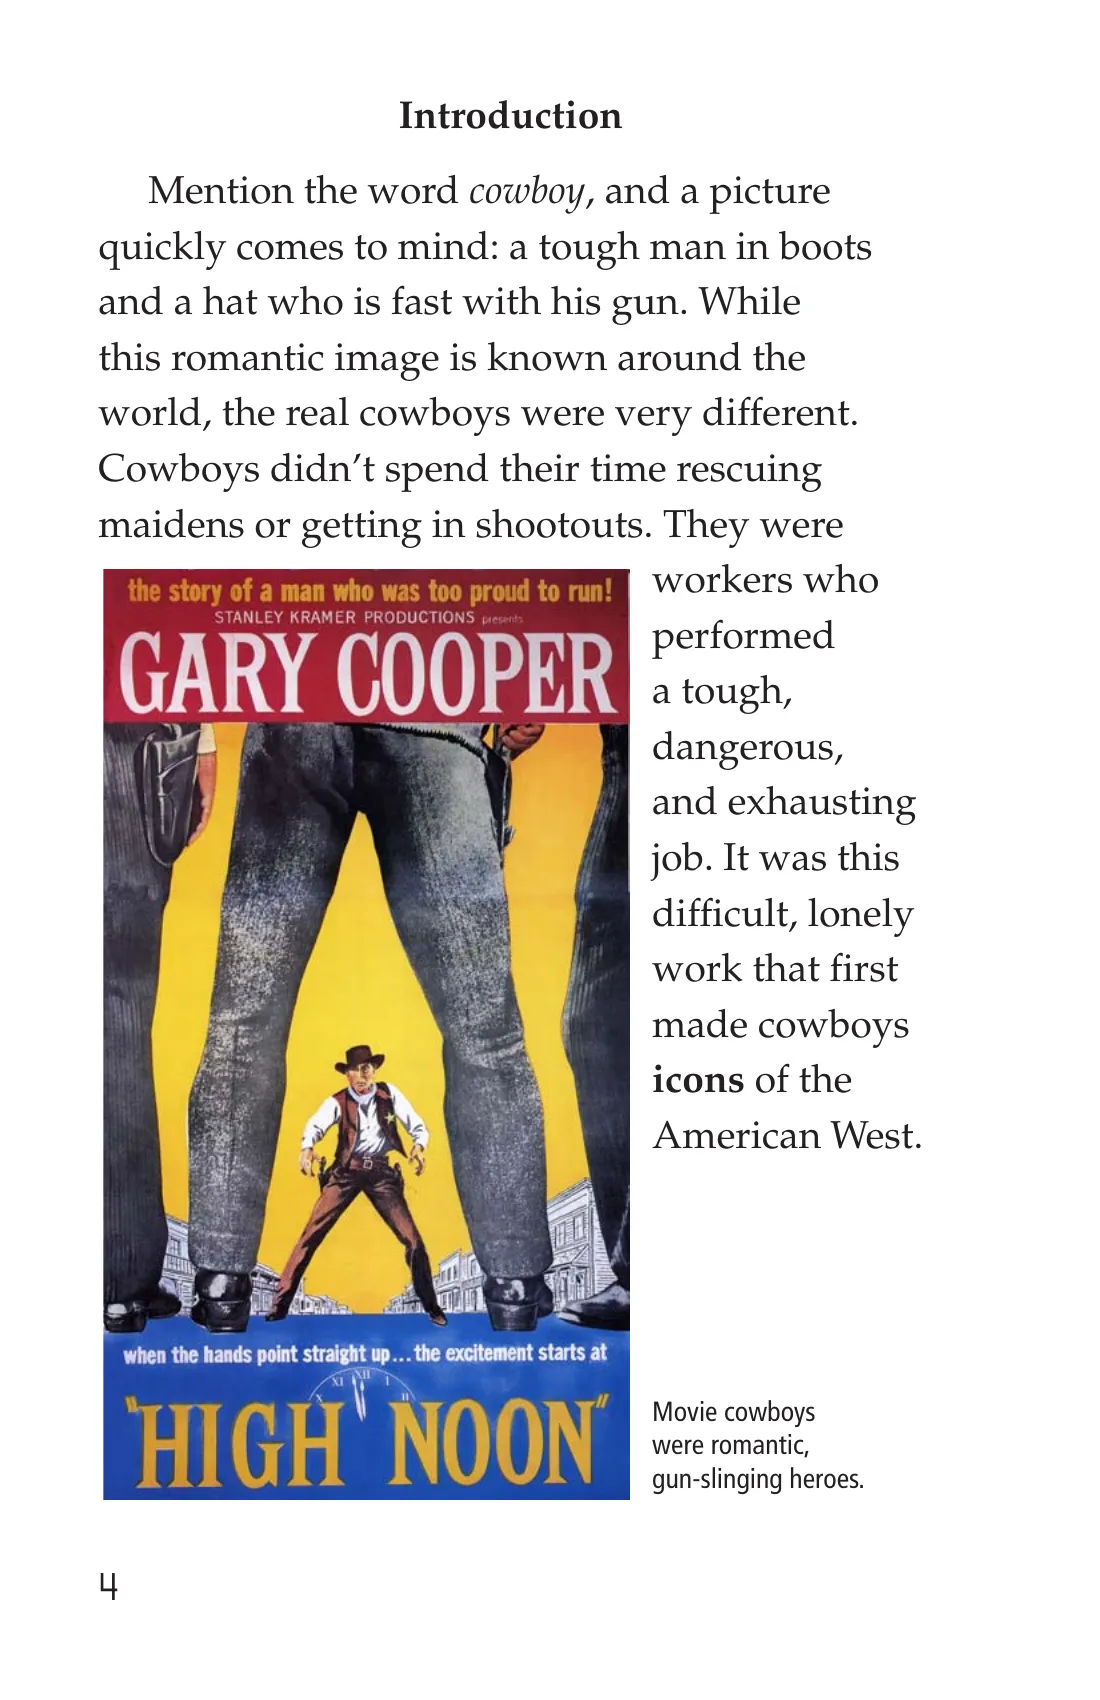 Introduction
Mention the word cowboy, and a picture
quickly comes to mind: a tough man in boots
and a hat who is fast with his gun. While
this romantic image is known around the
world, the real cowboys were very different.
Cowboys didn’t spend their time rescuing
maidens or getting in shootouts. They were
workers who
performed
a tough,
dangerous,
and exhausting
job. It was this
difficult, lonely
work that first
made cowboys
icons of the
American West.
the story of a man who was too proud to run!
STANLEY KRAMER PRODUCTIONS presents
GARY COOPER
when the hands point straight up...the excitement starts at
X XI XII I II
"HIGH NOON"
Movie cowboys
were romantic,
gun-slinging heroes.
4